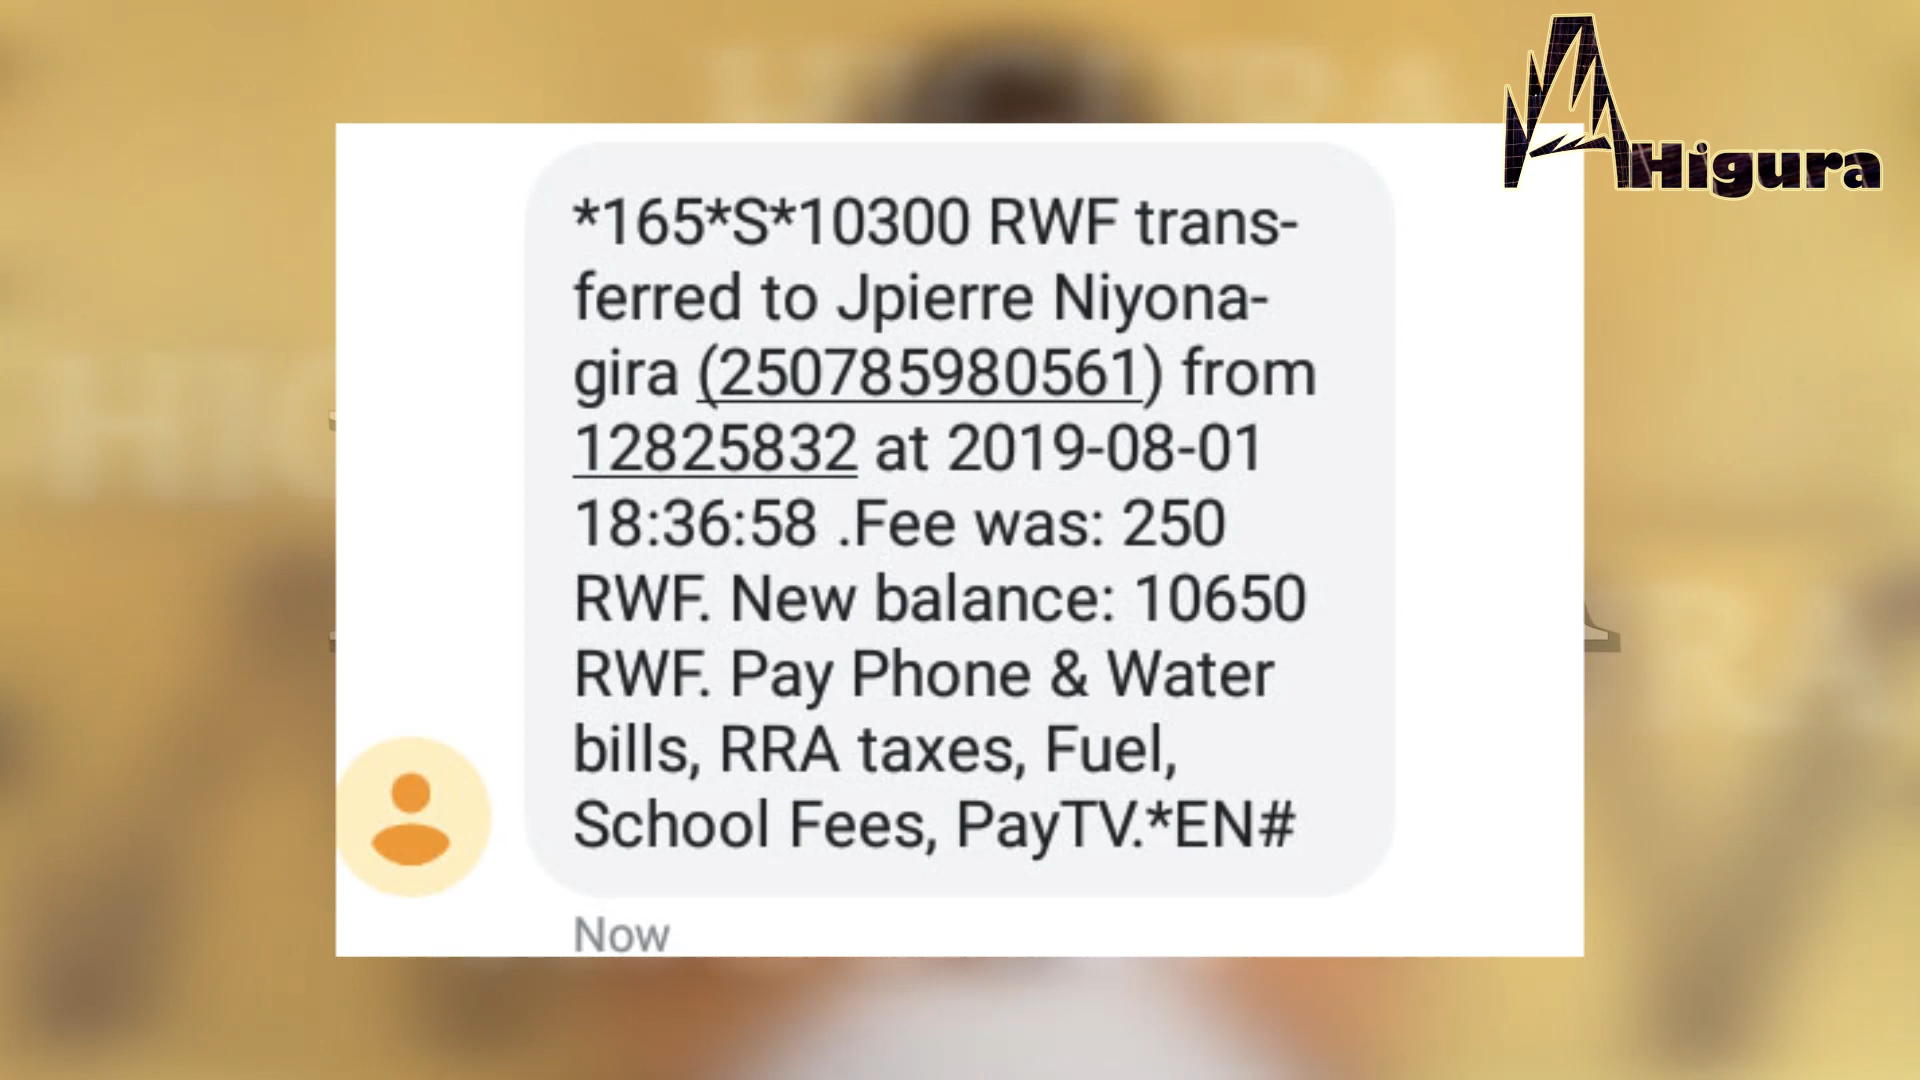 Higura
*165*S*10300 RWF trans-
ferred to Jpierre Niyona-
gira (250785980561) from
12825832 at 2019-08-01
18:36:58 .Fee was: 250
RWF. New balance: 10650
RWF. Pay Phone & Water
bills, RRA taxes, Fuel,
School Fees, PayTV.*EN#
Now